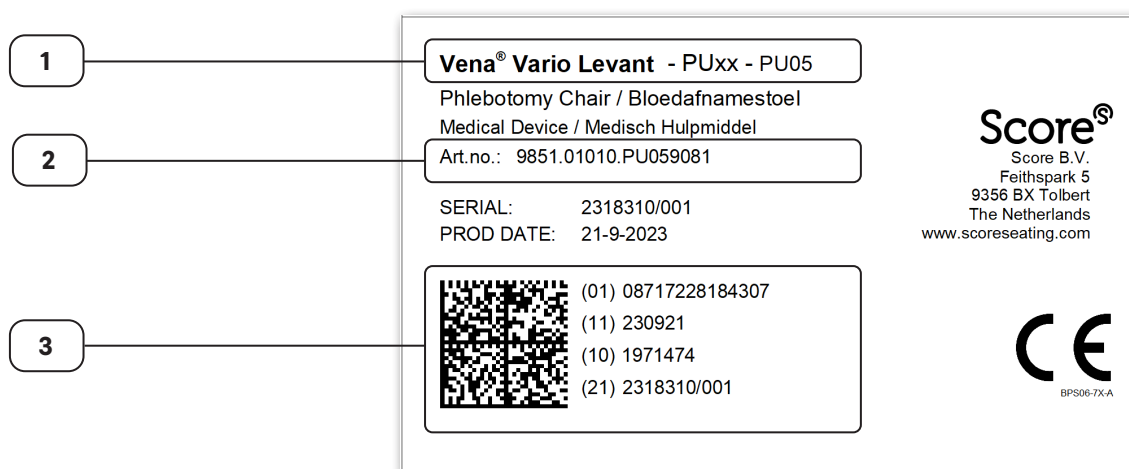 1
Vena® Vario Levant - PUxx - PU05
Phlebotomy Chair / Bloedafnamestoel
Medical Device / Medisch Hulpmiddel
2
Art.no.: 9851.01010.PU059081
SERIAL: 2318310/001
PROD DATE: 21-9-2023
3
(01) 08717228184307
(11) 230921
(10) 1971474
(21) 2318310/001
Score
Score B.V.
Feithspark 5
9356 BX Tolbert
The Netherlands
www.scoreseating.com
CE
BPS06-7X-A